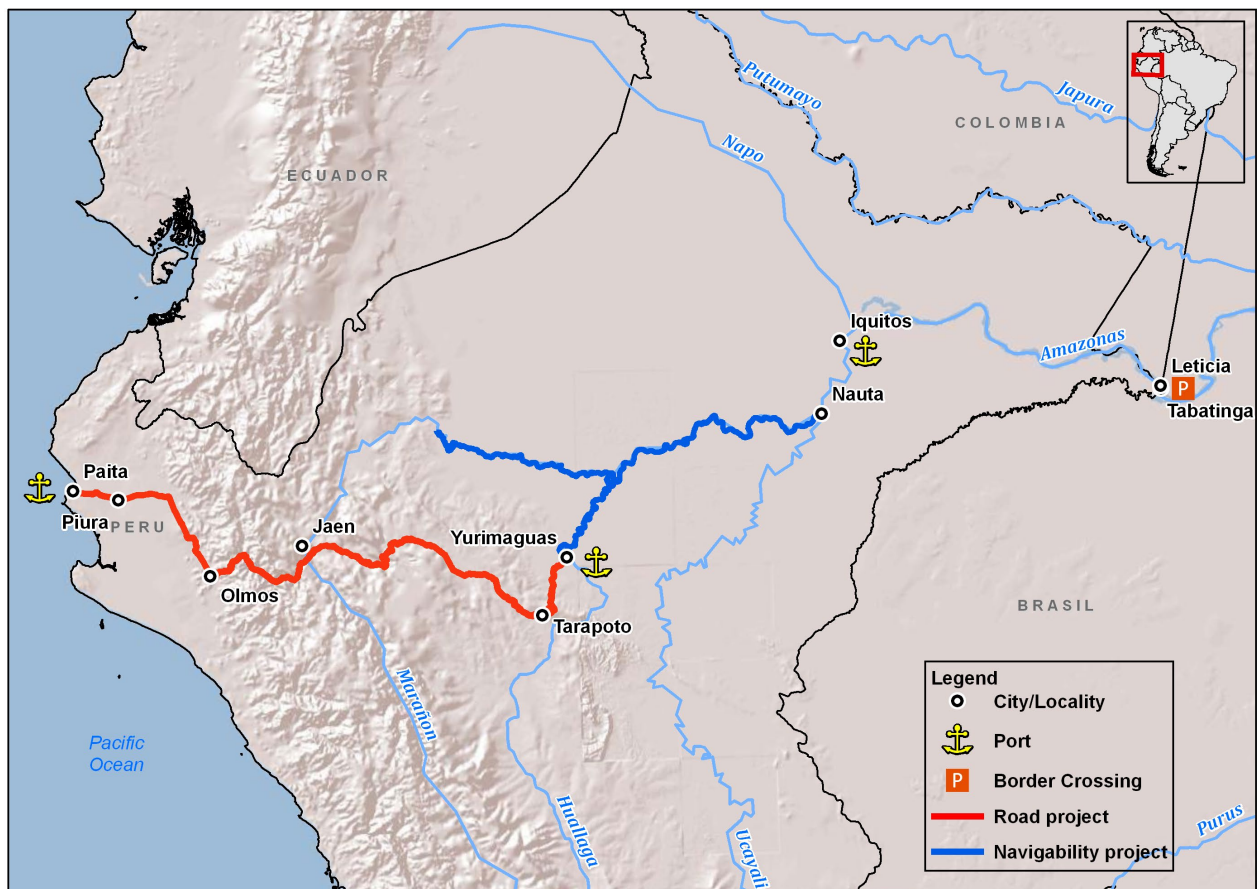 Putumayo
Japura
COLOMBIA
Napo
ECUADOR
Iquitos
Amazonas
Leticia
P
Tabatinga
Nauta
Paita
Piura
PERU
Jaen
Yurimaguas
Olmos
Tarapoto
BRASIL
Marañon
Pacific
Ocean
Huallaga
Ucayali
Purus
Legend
City/Locality
Port
P
Border Crossing
Road project
Navigability project